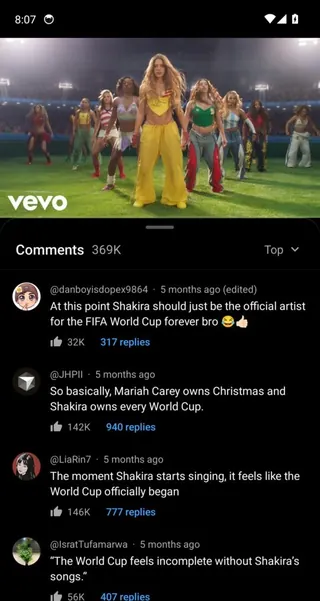 8:07
vevo
Comments 369K Top
@danboyisdopex9864 · 5 months ago (edited)
At this point Shakira should just be the official artist
for the FIFA World Cup forever bro 😂👍🏻
32K 317 replies
@JHPII · 5 months ago
So basically, Mariah Carey owns Christmas and
Shakira owns every World Cup.
142K 940 replies
@LiaRin7 · 5 months ago
The moment Shakira starts singing, it feels like the
World Cup officially began
146K 777 replies
@IsratTufamarwa · 5 months ago
“The World Cup feels incomplete without Shakira’s
songs.”
56K 407 replies